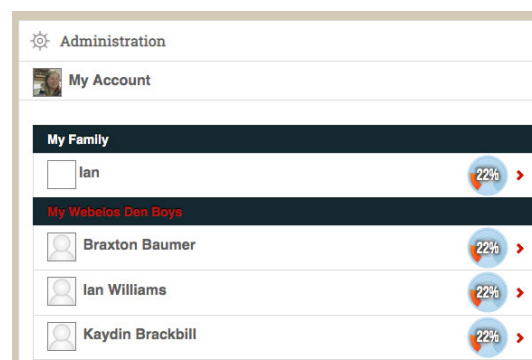 Administration
My Account
My Family
Ian
22%
My Webelos Den Boys
Braxton Baumer
22%
Ian Williams
22%
Kaydin Brackbill
22%